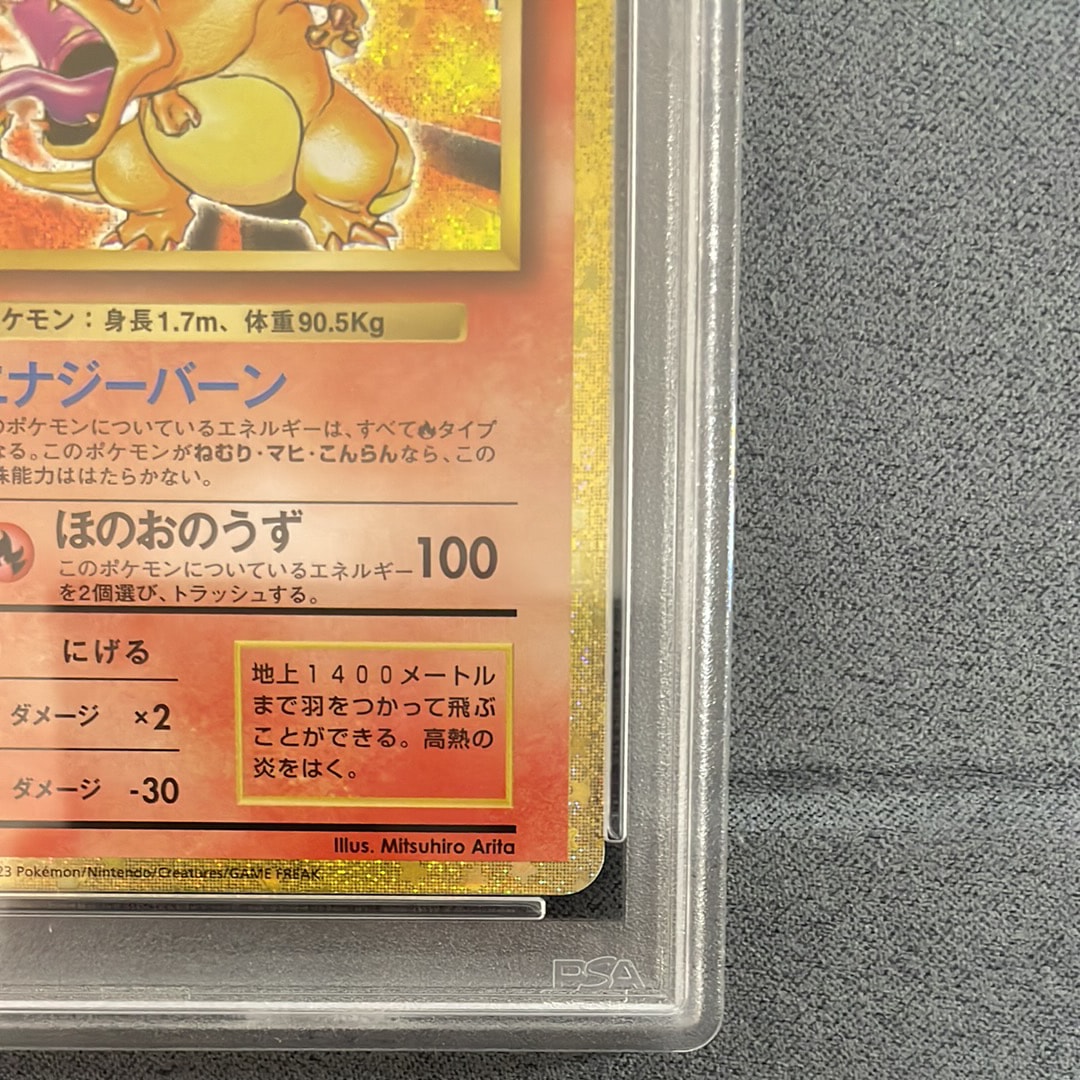 ケモン：身長1.7m、体重90.5Kg
エナジーバーン
のポケモンについているエネルギーは、すべて🔥タイプ
なる。このポケモンがねむり・マヒ・こんらんなら、この
殊能力ははたらかない。
ほのおのうず
100
このポケモンについているエネルギー
を2個選び、トラッシュする。
にげる
ダメージ ×2
ダメージ -30
地上１４００メートル
まで羽をつかって飛ぶ
ことができる。高熱の
炎をはく。
Illus. Mitsuhiro Arita
23 Pokémon/Nintendo/Creatures/GAME FREAK.
PSA